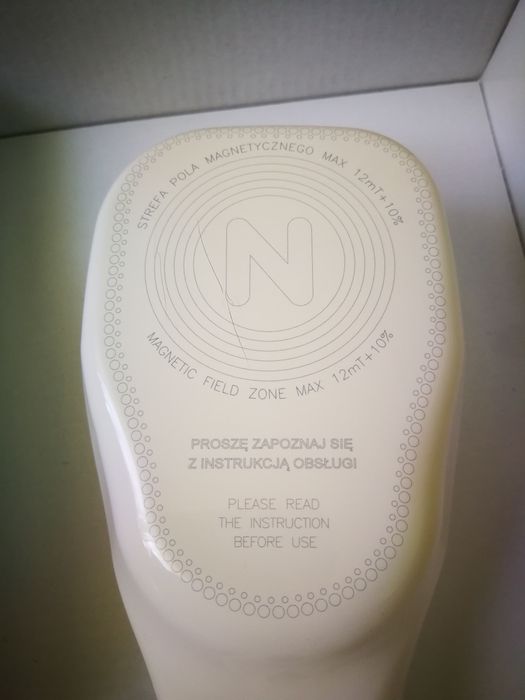 STREFA POLA MAGNETYCZNEGO MAX 12mT+10%
N
MAGNETIC FIELD ZONE MAX 12mT+10%
PROSZĘ ZAPOZNAJ SIĘ
Z INSTRUKCJĄ OBSŁUGI
PLEASE READ
THE INSTRUCTION
BEFORE USE